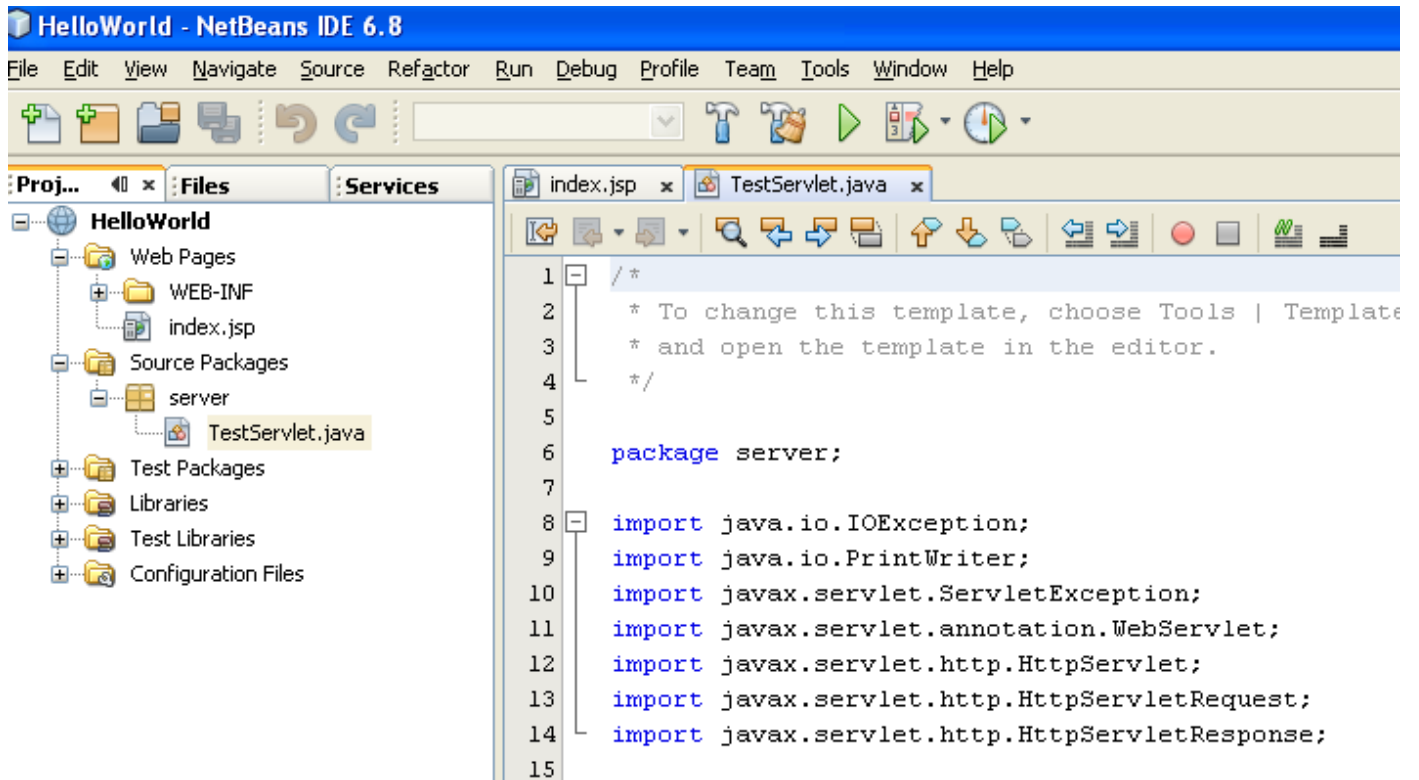 HelloWorld - NetBeans IDE 6.8
File Edit View Navigate Source Refactor Run Debug Profile Team Tools Window Help
Proj... Files Services
HelloWorld
Web Pages
WEB-INF
index.jsp
Source Packages
server
TestServlet.java
Test Packages
Libraries
Test Libraries
Configuration Files
index.jsp TestServlet.java
1 /*
2 * To change this template, choose Tools | Template
3 * and open the template in the editor.
4 */
5
6 package server;
7
8 import java.io.IOException;
9 import java.io.PrintWriter;
10 import javax.servlet.ServletException;
11 import javax.servlet.annotation.WebServlet;
12 import javax.servlet.http.HttpServlet;
13 import javax.servlet.http.HttpServletRequest;
14 import javax.servlet.http.HttpServletResponse;
15